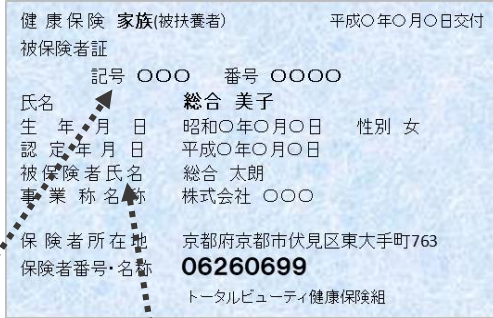 健康保険 家族(被扶養者) 平成〇年〇月〇日交付
被保険者証
記号 〇〇〇 番号 〇〇〇〇
氏名 総合 美子
生年月日 昭和〇年〇月〇日 性別 女
認定年月日 平成〇年〇月〇日
被保険者氏名 総合 太朗
事業称名称 株式会社 〇〇〇
保険者所在地 京都府京都市伏見区東大手町763
保険者番号・名称 06260699
トータルビューティ健康保険組